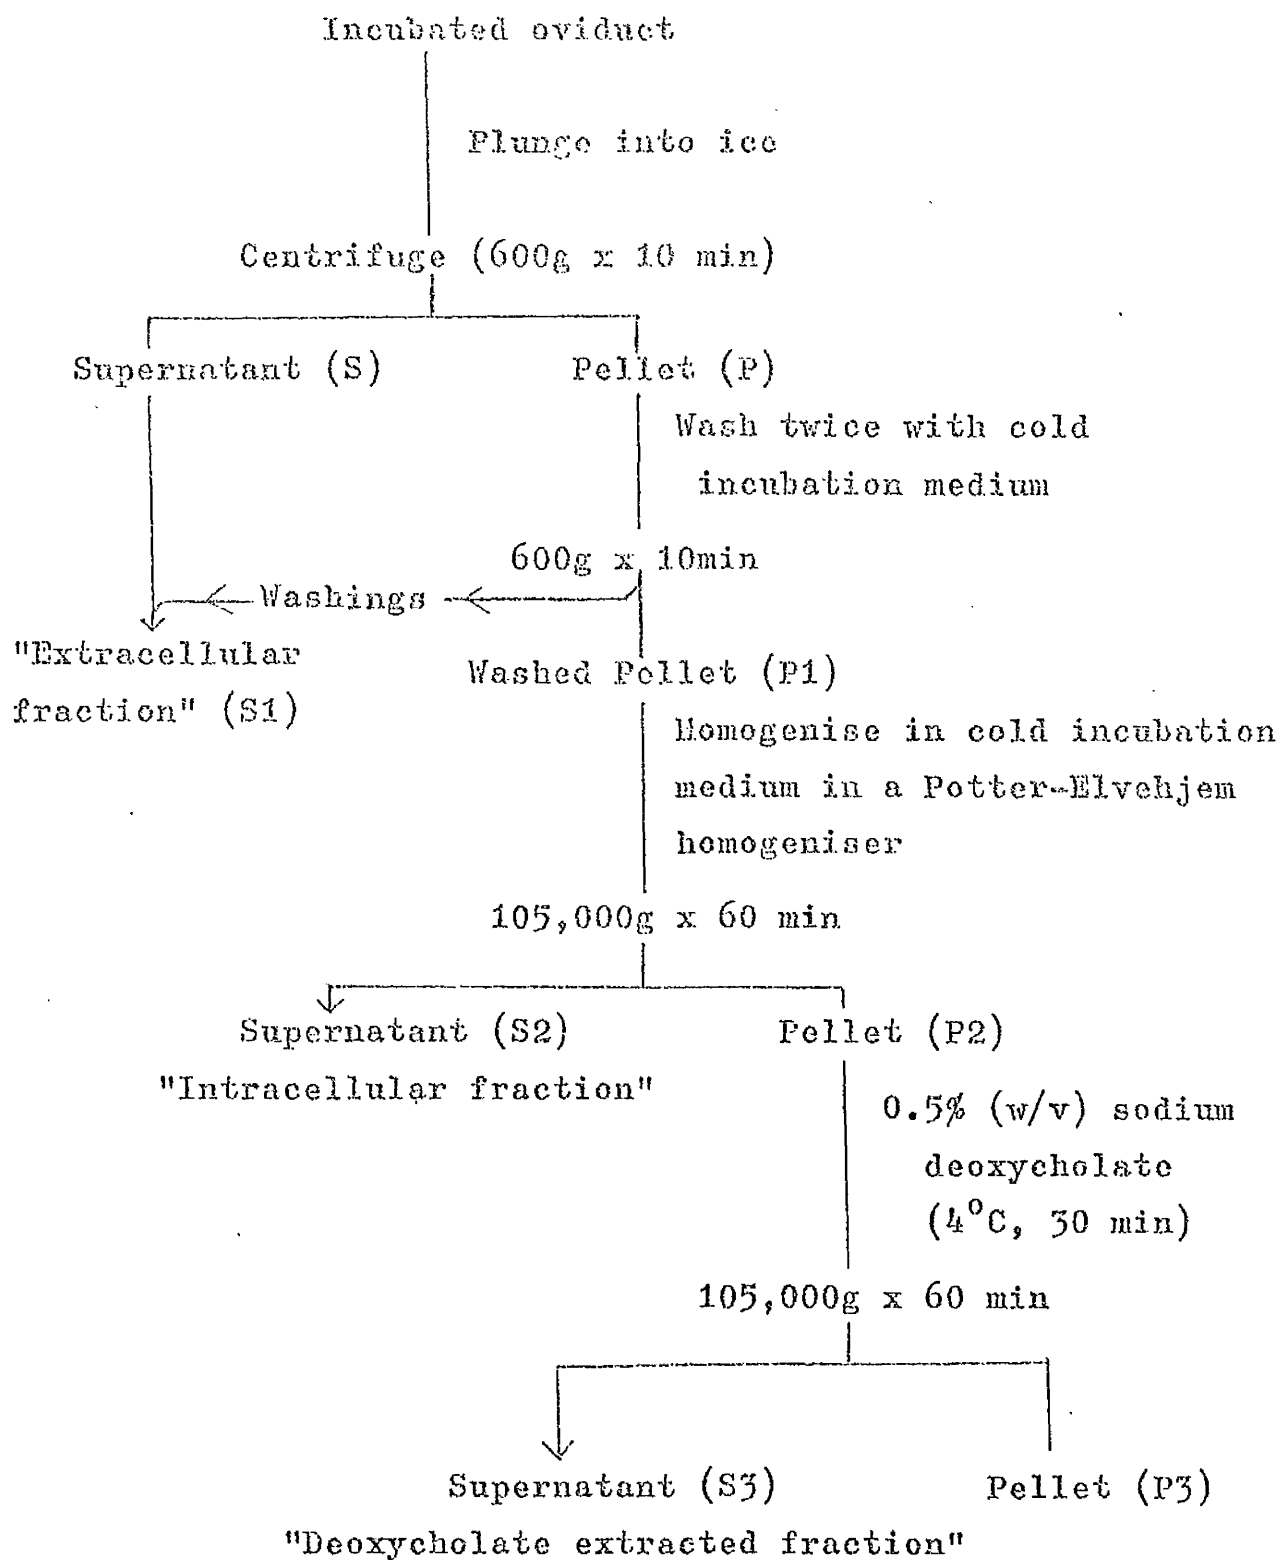 Incubated oviduct
Plunge into ice
Centrifuge (600g x 10 min)
Supernatant (S)
Pellet (P)
Wash twice with cold
incubation medium
600g x 10min
Washings
"Extracellular
fraction" (S1)
Washed Pellet (P1)
Homogenise in cold incubation
medium in a Potter-Elvehjem
homogeniser
105,000g x 60 min
Supernatant (S2)
"Intracellular fraction"
Pellet (P2)
0.5% (w/v) sodium
deoxycholate
(4°C, 30 min)
105,000g x 60 min
Supernatant (S3)
"Deoxycholate extracted fraction"
Pellet (P3)